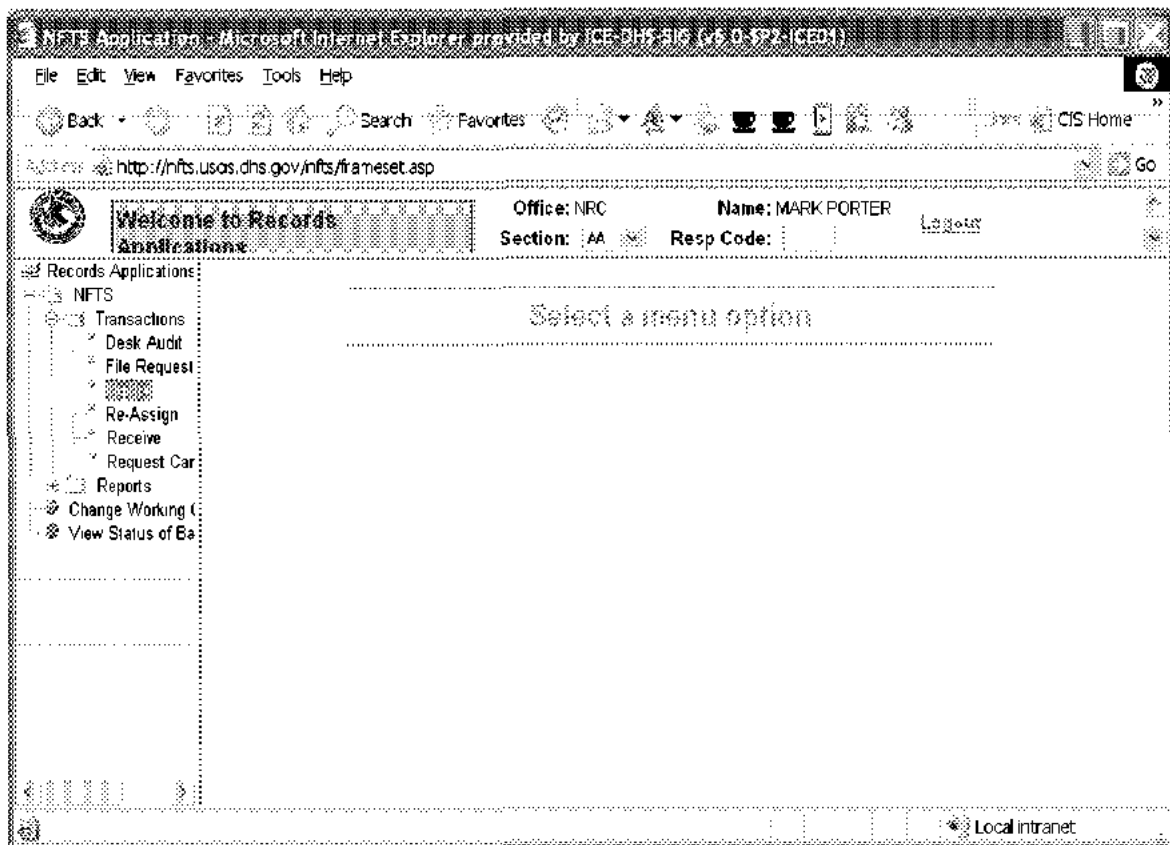 NFTS Application - Microsoft Internet Explorer provided by ICE-DHS-SIG (v6.0-SP2-ICE01)
File Edit View Favorites Tools Help
Back Search Favorites CIS Home
Address http://nfts.uscis.dhs.gov/nfts/frameset.asp Go
Welcome to Records Applications
Office: NRC Name: MARK PORTER
Section: AA Resp Code: Logout
Records Applications
NFTS
Transactions
Desk Audit
File Request
Re-Assign
Receive
Request Car
Reports
Change Working
View Status of Ba
Select a menu option
Local intranet